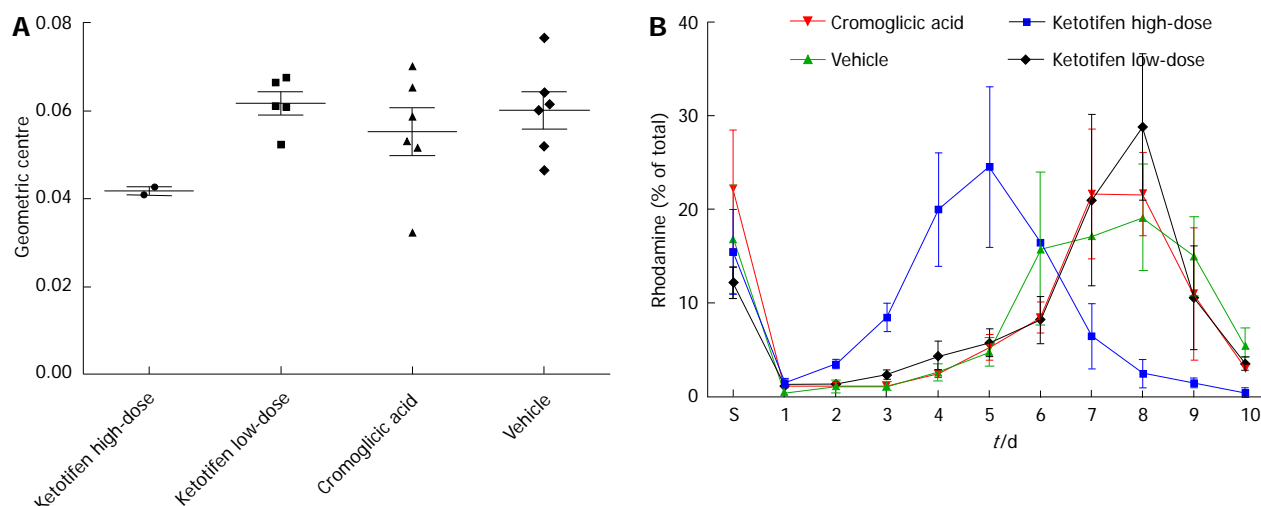 A
Geometric centre
0.08
0.06
0.04
0.02
0.00
Ketotifen high-dose
Ketotifen low-dose
Cromoglicic acid
Vehicle
B
Cromoglicic acid
Ketotifen high-dose
Vehicle
Ketotifen low-dose
Rhodamine (% of total)
40
30
20
10
0
S 1 2 3 4 5 6 7 8 9 10
t/d